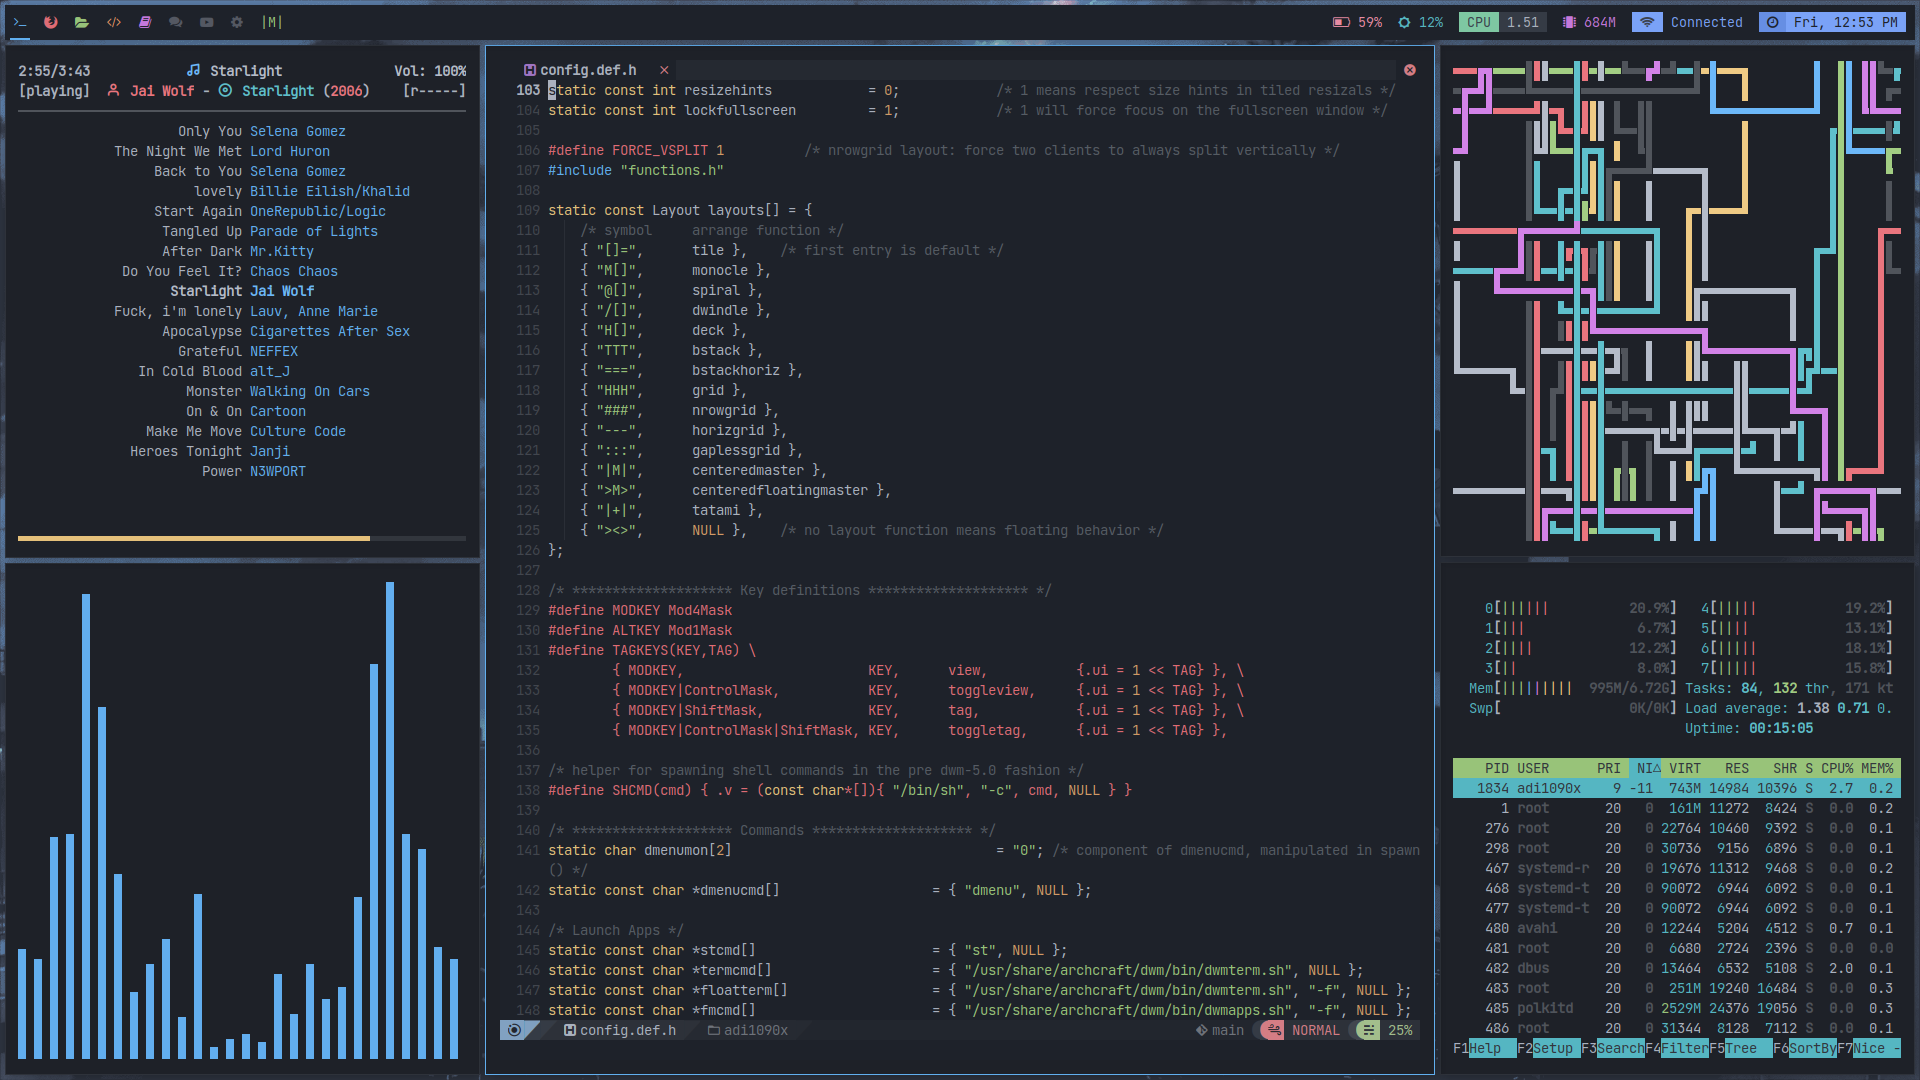 |M|
59% 12% CPU 1.51 684M Connected Fri, 12:53 PM
2:55/3:43 Starlight Vol: 100%
[playing] Jai Wolf - Starlight (2006) [r-----]
Only You Selena Gomez
The Night We Met Lord Huron
Back to You Selena Gomez
lovely Billie Eilish/Khalid
Start Again OneRepublic/Logic
Tangled Up Parade of Lights
After Dark Mr.Kitty
Do You Feel It? Chaos Chaos
Starlight Jai Wolf
Fuck, i'm lonely Lauv, Anne Marie
Apocalypse Cigarettes After Sex
Grateful NEFFEX
In Cold Blood alt_J
Monster Walking On Cars
On & On Cartoon
Make Me Move Culture Code
Heroes Tonight Janji
Power N3WPORT
config.def.h
103 static const int resizehints = 0; /* 1 means respect size hints in tiled resizals */
104 static const int lockfullscreen = 1; /* 1 will force focus on the fullscreen window */
105
106 #define FORCE_VSPLIT 1 /* nrowgrid layout: force two clients to always split vertically */
107 #include "functions.h"
108
109 static const Layout layouts[] = {
110 /* symbol arrange function */
111 { "[]=", tile }, /* first entry is default */
112 { "M[]", monocle },
113 { "@[]", spiral },
114 { "/[]", dwindle },
115 { "H[]", deck },
116 { "TTT", bstack },
117 { "===", bstackhoriz },
118 { "HHH", grid },
119 { "###", nrowgrid },
120 { "---", horizgrid },
121 { ":::", gaplessgrid },
122 { "|M|", centeredmaster },
123 { ">M>", centeredfloatingmaster },
124 { "|+|", tatami },
125 { "><>", NULL }, /* no layout function means floating behavior */
126 };
127
128 /* ******************** Key definitions ******************** */
129 #define MODKEY Mod4Mask
130 #define ALTKEY Mod1Mask
131 #define TAGKEYS(KEY,TAG) \
132 { MODKEY, KEY, view, {.ui = 1 << TAG} }, \
133 { MODKEY|ControlMask, KEY, toggleview, {.ui = 1 << TAG} }, \
134 { MODKEY|ShiftMask, KEY, tag, {.ui = 1 << TAG} }, \
135 { MODKEY|ControlMask|ShiftMask, KEY, toggletag, {.ui = 1 << TAG} },
136
137 /* helper for spawning shell commands in the pre dwm-5.0 fashion */
138 #define SHCMD(cmd) { .v = (const char*[]){ "/bin/sh", "-c", cmd, NULL } }
139
140 /* ******************** Commands ******************** */
141 static char dmenumon[2] = "0"; /* component of dmenucmd, manipulated in spawn
() */
142 static const char *dmenucmd[] = { "dmenu", NULL };
143
144 /* Launch Apps */
145 static const char *stcmd[] = { "st", NULL };
146 static const char *termcmd[] = { "/usr/share/archcraft/dwm/bin/dwmterm.sh", NULL };
147 static const char *floatterm[] = { "/usr/share/archcraft/dwm/bin/dwmterm.sh", "-f", NULL };
148 static const char *fmcmd[] = { "/usr/share/archcraft/dwm/bin/dwmapps.sh", "-f", NULL };
config.def.h adi1090x main NORMAL 25%
0[|||||| 20.9%] 4[||||| 19.2%]
1[||| 6.7%] 5[|||| 13.1%]
2[|||| 12.2%] 6[||||| 18.1%]
3[|| 8.0%] 7[||||| 15.8%]
Mem[||||||||| 995M/6.72G] Tasks: 84, 132 thr, 171 kt
Swp[ 0K/0K] Load average: 1.38 0.71 0.
Uptime: 00:15:05
PID USER PRI NI△ VIRT RES SHR S CPU% MEM%
1834 adi1090x 9 -11 743M 14984 10396 S 2.7 0.2
1 root 20 0 161M 11272 8424 S 0.0 0.2
276 root 20 0 22764 10460 9392 S 0.0 0.1
298 root 20 0 30736 9156 6896 S 0.0 0.1
467 systemd-r 20 0 19676 11312 9468 S 0.0 0.2
468 systemd-t 20 0 90072 6944 6092 S 0.0 0.1
477 systemd-t 20 0 90072 6944 6092 S 0.0 0.1
480 avahi 20 0 12244 5204 4512 S 0.7 0.1
481 root 20 0 6680 2724 2396 S 0.0 0.0
482 dbus 20 0 13464 6532 5108 S 2.0 0.1
483 root 20 0 251M 19240 16484 S 0.0 0.3
485 polkitd 20 0 2529M 24376 19056 S 0.0 0.3
486 root 20 0 31344 8128 7112 S 0.0 0.1
F1Help F2Setup F3SearchF4FilterF5Tree F6SortByF7Nice -